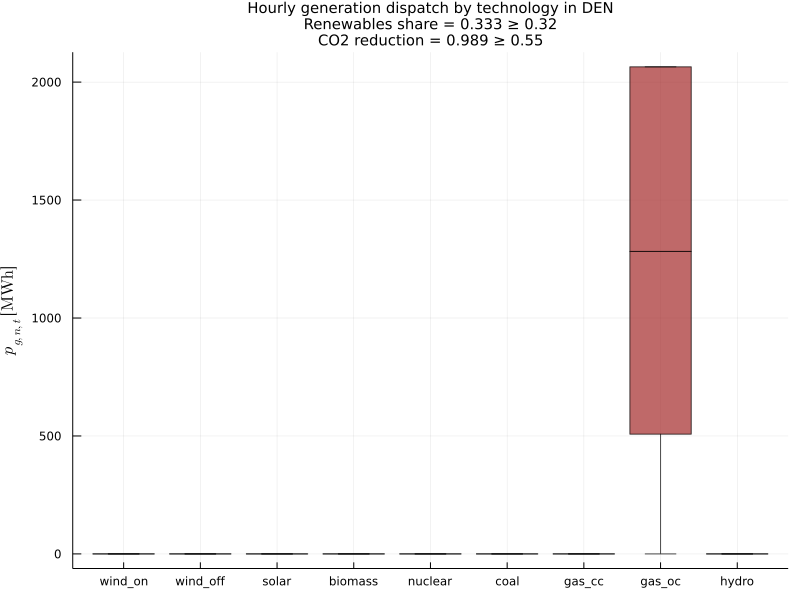 Hourly generation dispatch by technology in DEN
Renewables share = 0.333 ≥ 0.32
CO2 reduction = 0.989 ≥ 0.55
p_{g,n,t} [MWh]
2000
1500
1000
500
0
wind_on wind_off solar biomass nuclear coal gas_cc gas_oc hydro